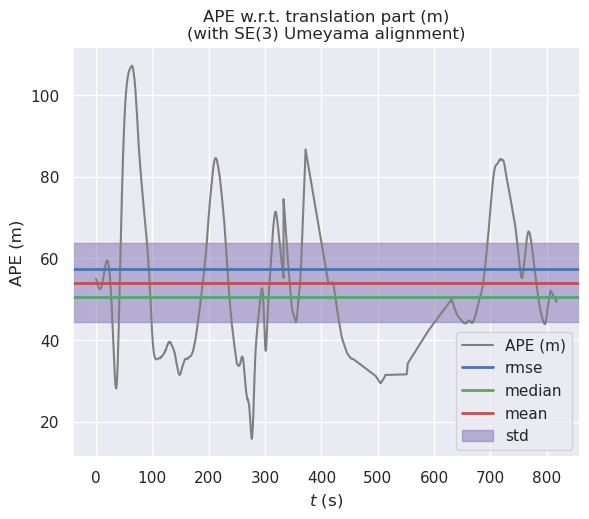 APE w.r.t. translation part (m)
(with SE(3) Umeyama alignment)
APE (m)
100
80
60
40
20
0
100
200
300
400
500
600
700
800
t (s)
APE (m)
rmse
median
mean
std